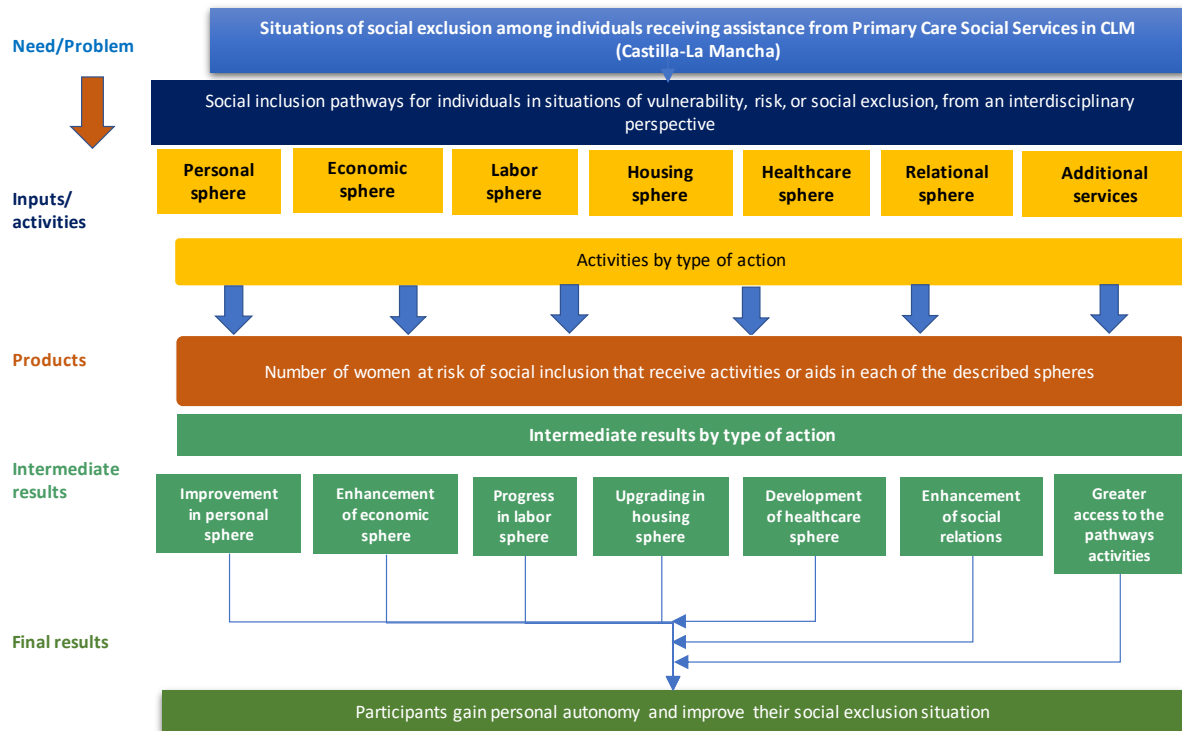 Need/Problem
Situations of social exclusion among individuals receiving assistance from Primary Care Social Services in CLM
(Castilla-La Mancha)
Social inclusion pathways for individuals in situations of vulnerability, risk, or social exclusion, from an interdisciplinary
perspective
Inputs/
activities
Personal
sphere
Economic
sphere
Labor
sphere
Housing
sphere
Healthcare
sphere
Relational
sphere
Additional
services
Activities by type of action
Products
Number of women at risk of social inclusion that receive activities or aids in each of the described spheres
Intermediate results by type of action
Intermediate
results
Improvement
in personal
sphere
Enhancement
of economic
sphere
Progress
in labor
sphere
Upgrading in
housing
sphere
Development
of healthcare
sphere
Enhancement
of social
relations
Greater
access to the
pathways
activities
Final results
Participants gain personal autonomy and improve their social exclusion situation